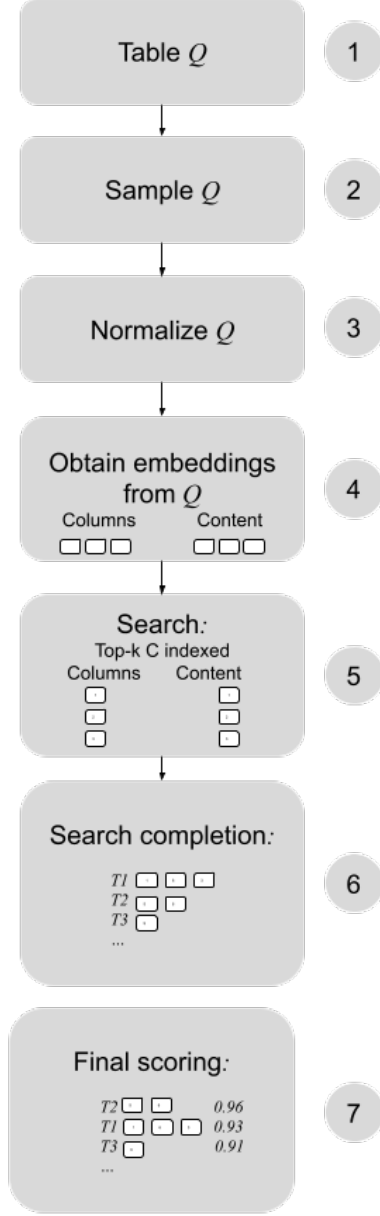 Table Q
1
Sample Q
2
Normalize Q
3
Obtain embeddings
from Q
4
Columns Content
Search:
Top-k C indexed
Columns Content
5
Search completion:
T1
T2
T3
...
6
Final scoring:
T2 0.96
T1 0.93
T3 0.91
...
7